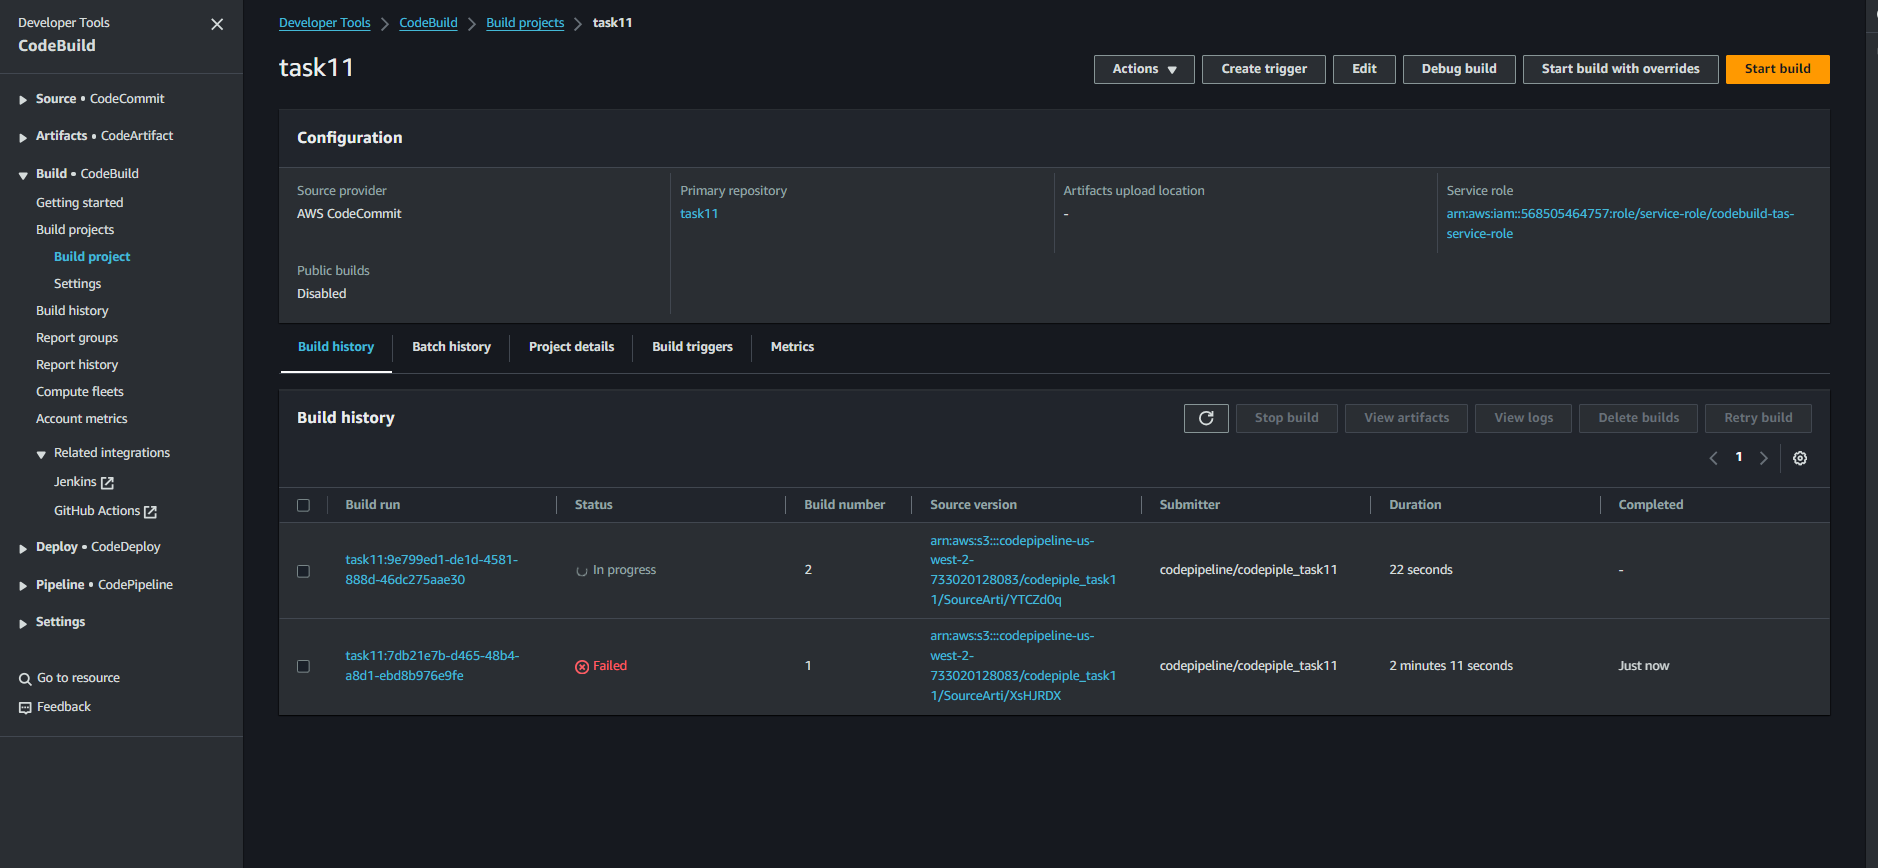 Developer Tools
CodeBuild
Source • CodeCommit
Artifacts • CodeArtifact
Build • CodeBuild
Getting started
Build projects
Build project
Settings
Build history
Report groups
Report history
Compute fleets
Account metrics
Related integrations
Jenkins
GitHub Actions
Deploy • CodeDeploy
Pipeline • CodePipeline
Settings
Go to resource
Feedback
Developer Tools > CodeBuild > Build projects > task11
task11
Actions Create trigger Edit Debug build Start build with overrides Start build
Configuration
Source provider
AWS CodeCommit
Primary repository
task11
Artifacts upload location
-
Service role
arn:aws:iam::568505464757:role/service-role/codebuild-tas-
service-role
Public builds
Disabled
Build history Batch history Project details Build triggers Metrics
Build history
Stop build View artifacts View logs Delete builds Retry build
1
Build run Status Build number Source version Submitter Duration Completed
task11:9e799ed1-de1d-4581-
888d-46dc275aae30
In progress
2
arn:aws:s3:::codepipeline-us-
west-2-
733020128083/codepiple_task1
1/SourceArti/YTCZd0q
codepipeline/codepiple_task11
22 seconds
-
task11:7db21e7b-d465-48b4-
a8d1-ebd8b976e9fe
Failed
1
arn:aws:s3:::codepipeline-us-
west-2-
733020128083/codepiple_task1
1/SourceArti/XsHJRDX
codepipeline/codepiple_task11
2 minutes 11 seconds
Just now